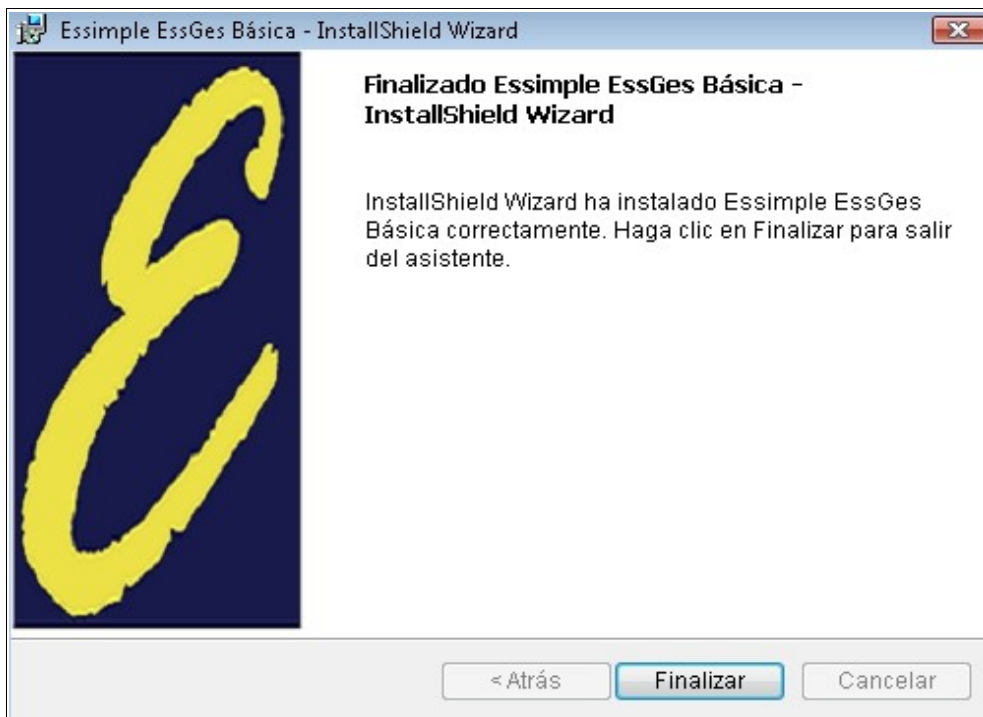 Essimple EssGes Básica - InstallShield Wizard
Finalizado Essimple EssGes Básica -
InstallShield Wizard
InstallShield Wizard ha instalado Essimple EssGes
Básica correctamente. Haga clic en Finalizar para salir
del asistente.
< Atrás Finalizar Cancelar